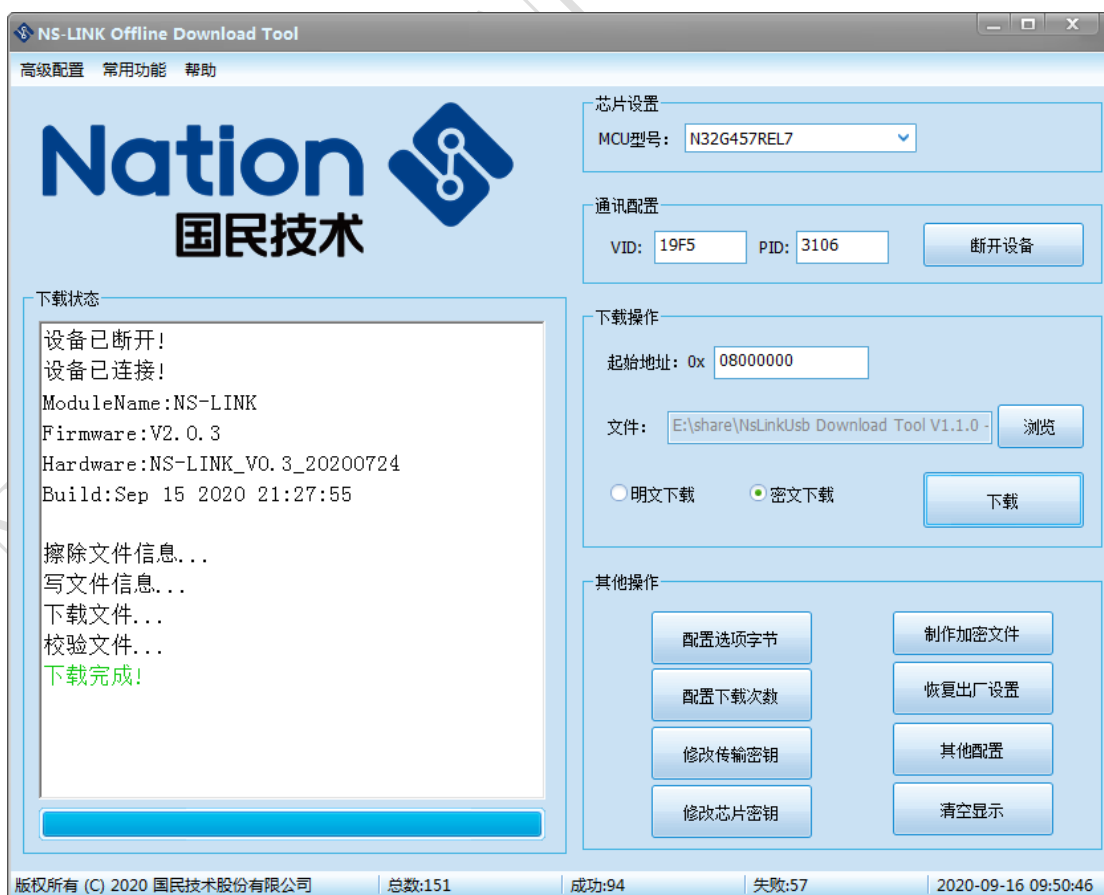 NS-LINK Offline Download Tool
高级配置 常用功能 帮助
Nation
国民技术
下载状态
设备已断开!
设备已连接!
ModuleName:NS-LINK
Firmware:V2.0.3
Hardware:NS-LINK_V0.3_20200724
Build:Sep 15 2020 21:27:55
擦除文件信息...
写文件信息...
下载文件...
校验文件...
下载完成!
芯片设置
MCU型号: N32G457REL7
通讯配置
VID: 19F5 PID: 3106 断开设备
下载操作
起始地址: 0x 08000000
文件: E:\share\NsLinkUsb Download Tool V1.1.0 - 浏览
明文下载 密文下载 下载
其他操作
配置选项字节 制作加密文件
配置下载次数 恢复出厂设置
修改传输密钥 其他配置
修改芯片密钥 清空显示
版权所有 (C) 2020 国民技术股份有限公司 总数:151 成功:94 失败:57 2020-09-16 09:50:46